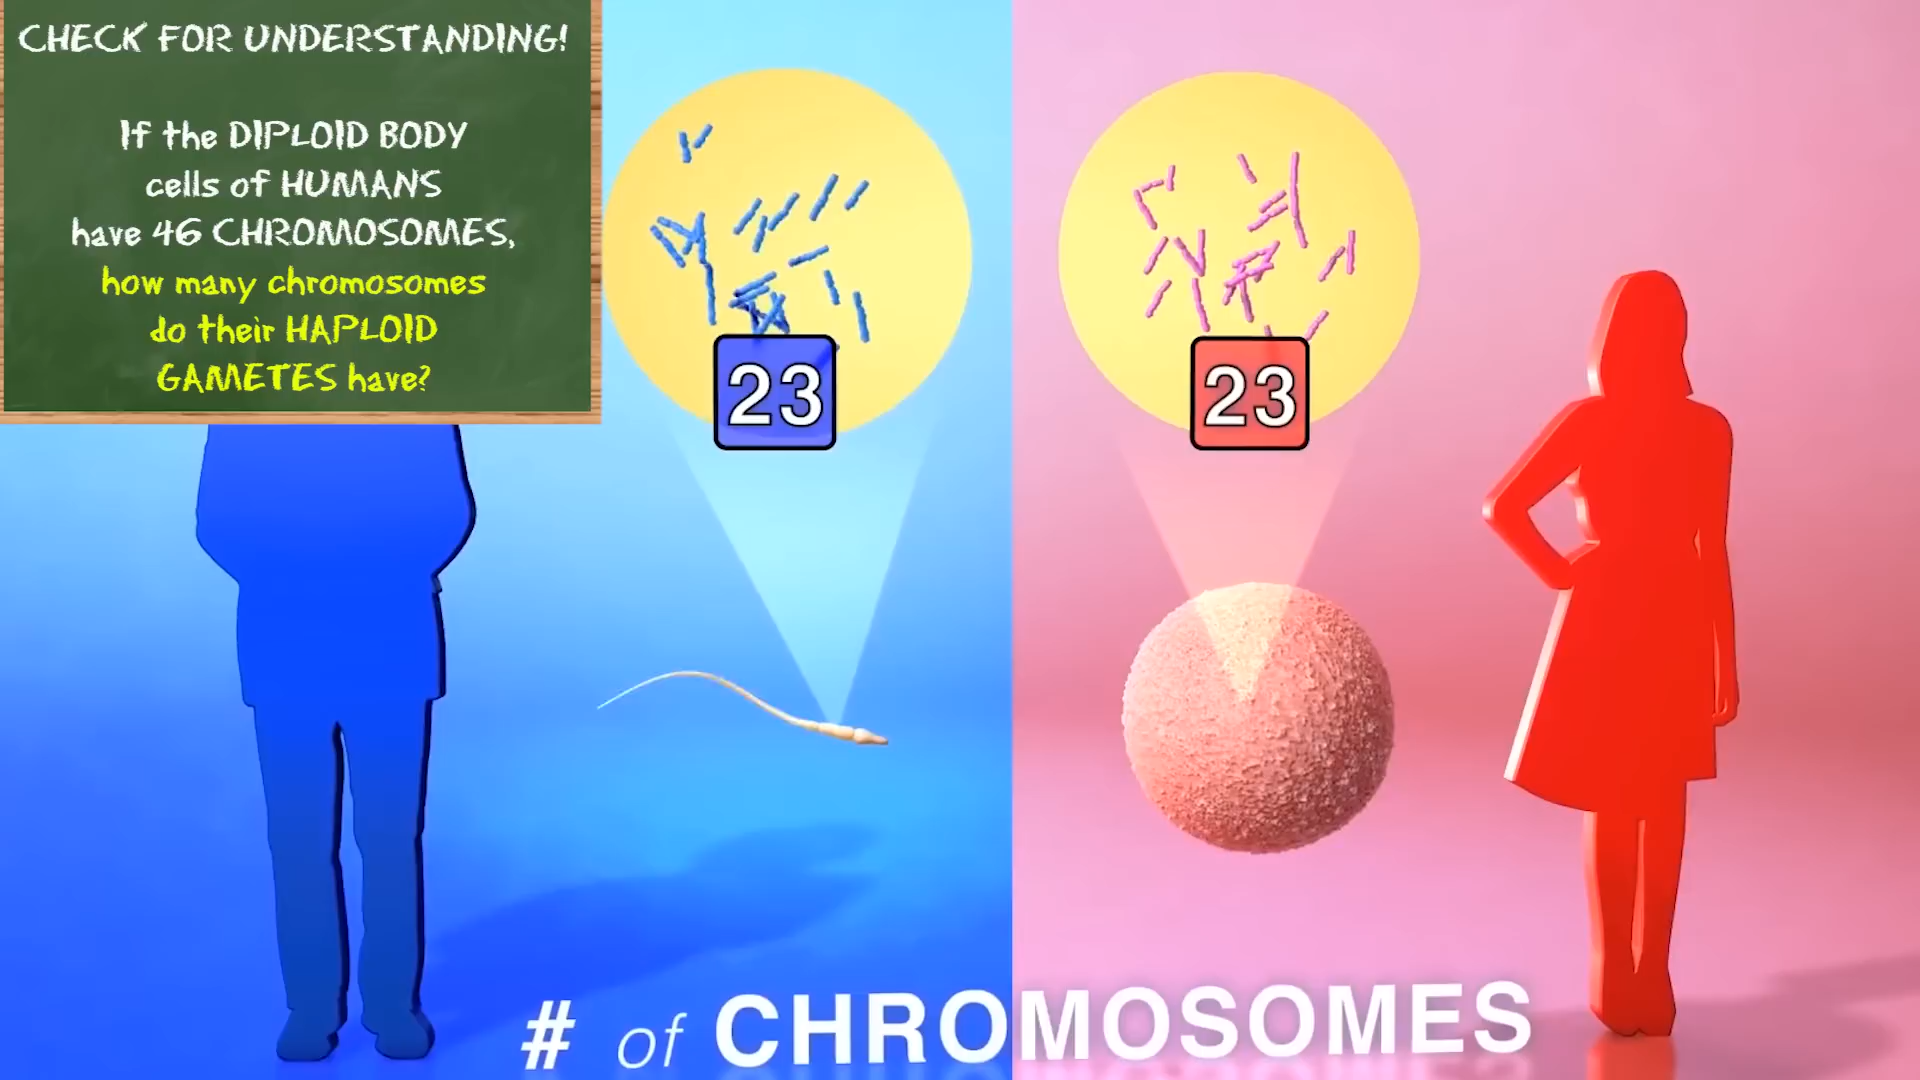 CHECK FOR UNDERSTANDING!
If the DIPLOID BODY
cells of HUMANS
have 46 CHROMOSOMES,
how many chromosomes
do their HAPLOID
GAMETES have?
23
23
# of CHROMOSOMES